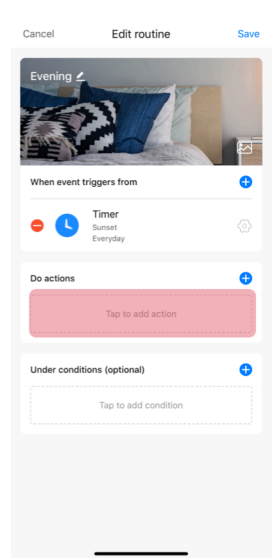 Cancel Edit routine Save
Evening
When event triggers from
Timer
Sunset
Everyday
Do actions
Tap to add action
Under conditions (optional)
Tap to add condition